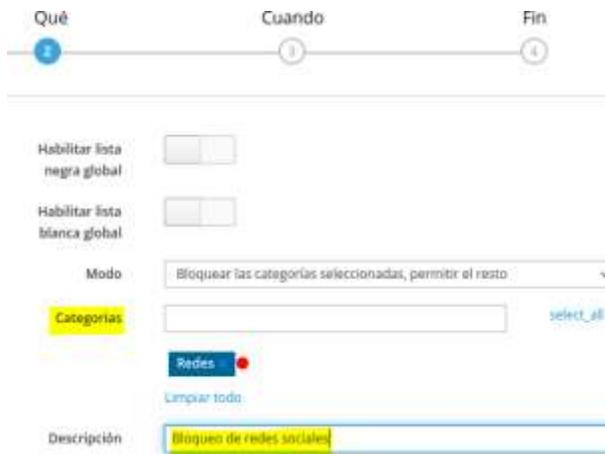 Qué Cuando Fin
2 3 4
Habilitar lista
negra global
Habilitar lista
blanca global
Modo Bloquear las categorías seleccionadas, permitir el resto
Categorias select_all
Redes
Limpiar todo
Descripción Bloqueo de redes sociales